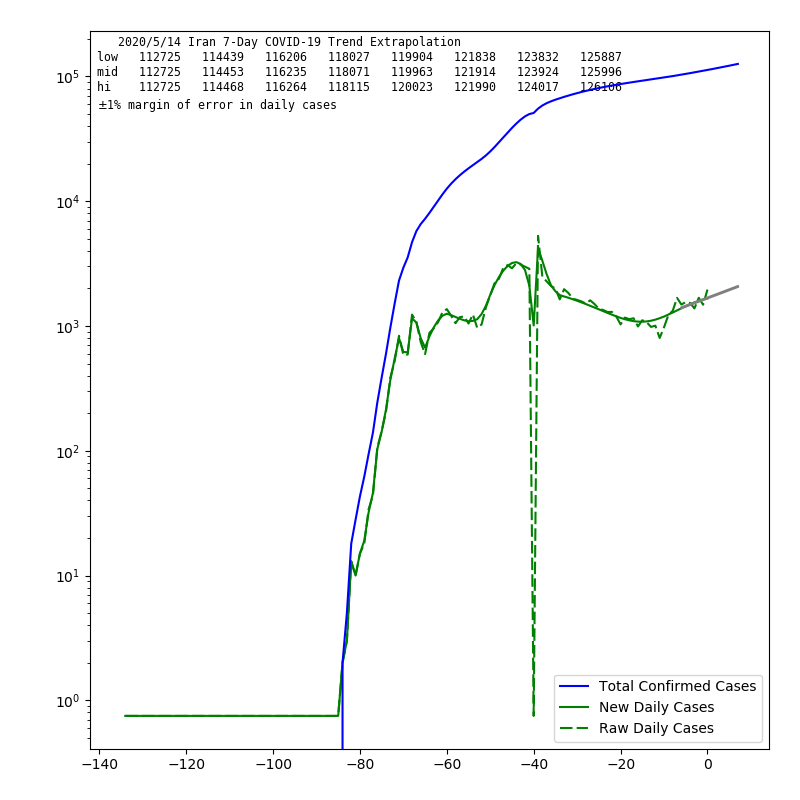 2020/5/14 Iran 7-Day COVID-19 Trend Extrapolation
low 112725 114439 116206 118027 119904 121838 123832 125887
mid 112725 114453 116235 118071 119963 121914 123924 125996
hi 112725 114468 116264 118115 120023 121990 124017 126106
±1% margin of error in daily cases
10⁵
10⁴
10³
10²
10¹
10⁰
Total Confirmed Cases
New Daily Cases
Raw Daily Cases
−140 −120 −100 −80 −60 −40 −20 0